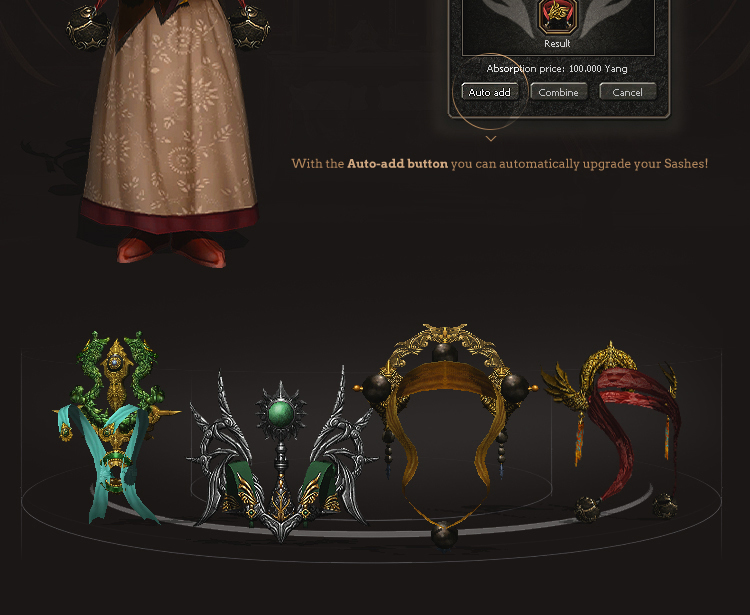 Result
Absorption price: 100.000 Yang
Auto add Combine Cancel
With the Auto-add button you can automatically upgrade your Sashes!